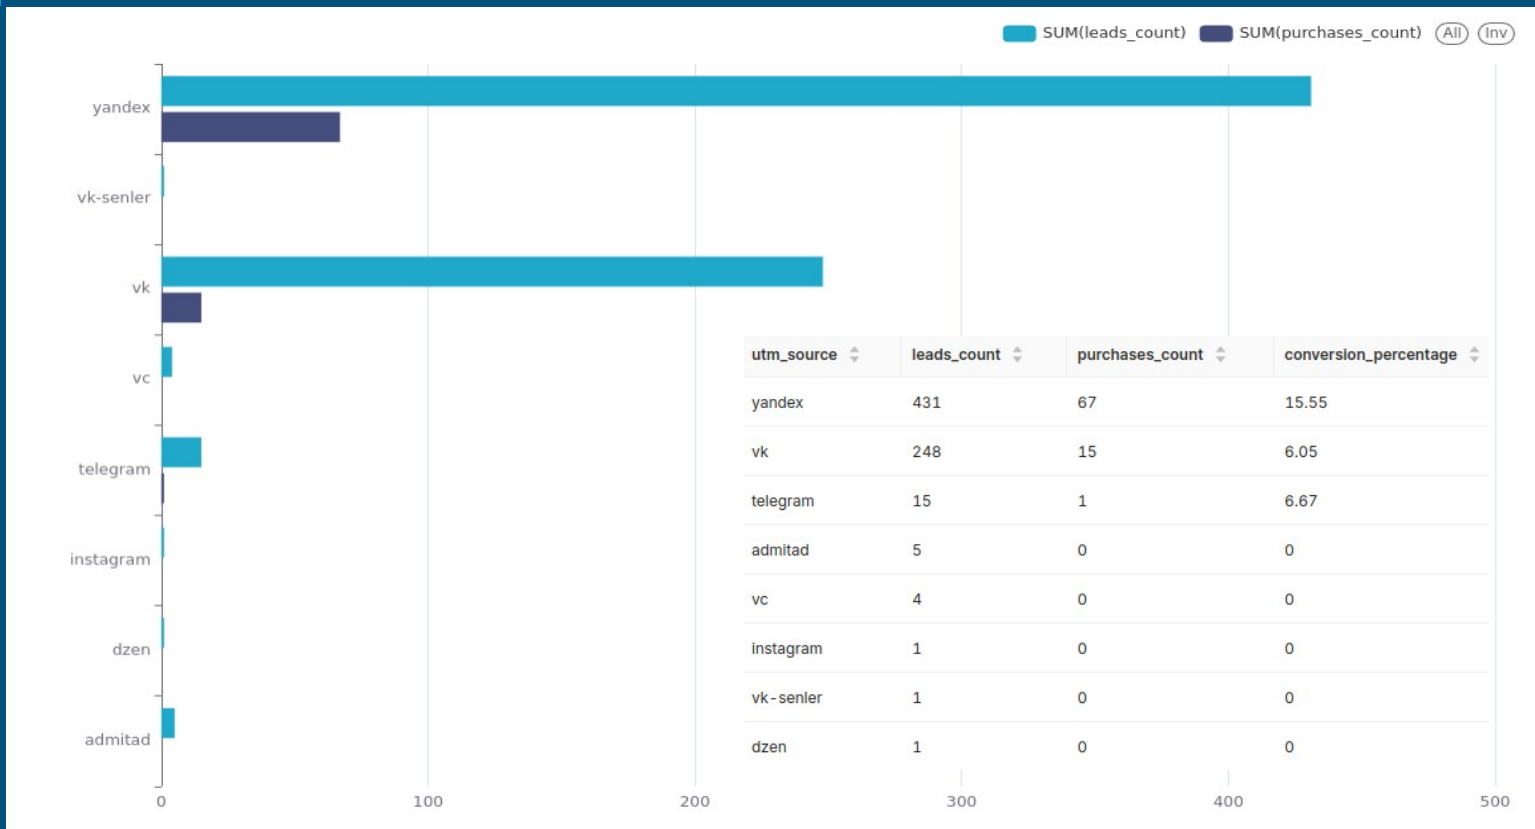 SUM(leads_count) SUM(purchases_count) All Inv
yandex
vk-senler
vk
vc
telegram
instagram
dzen
admitad
0 100 200 300 400 500
utm_source leads_count purchases_count conversion_percentage
yandex 431 67 15.55
vk 248 15 6.05
telegram 15 1 6.67
admitad 5 0 0
vc 4 0 0
instagram 1 0 0
vk-senler 1 0 0
dzen 1 0 0